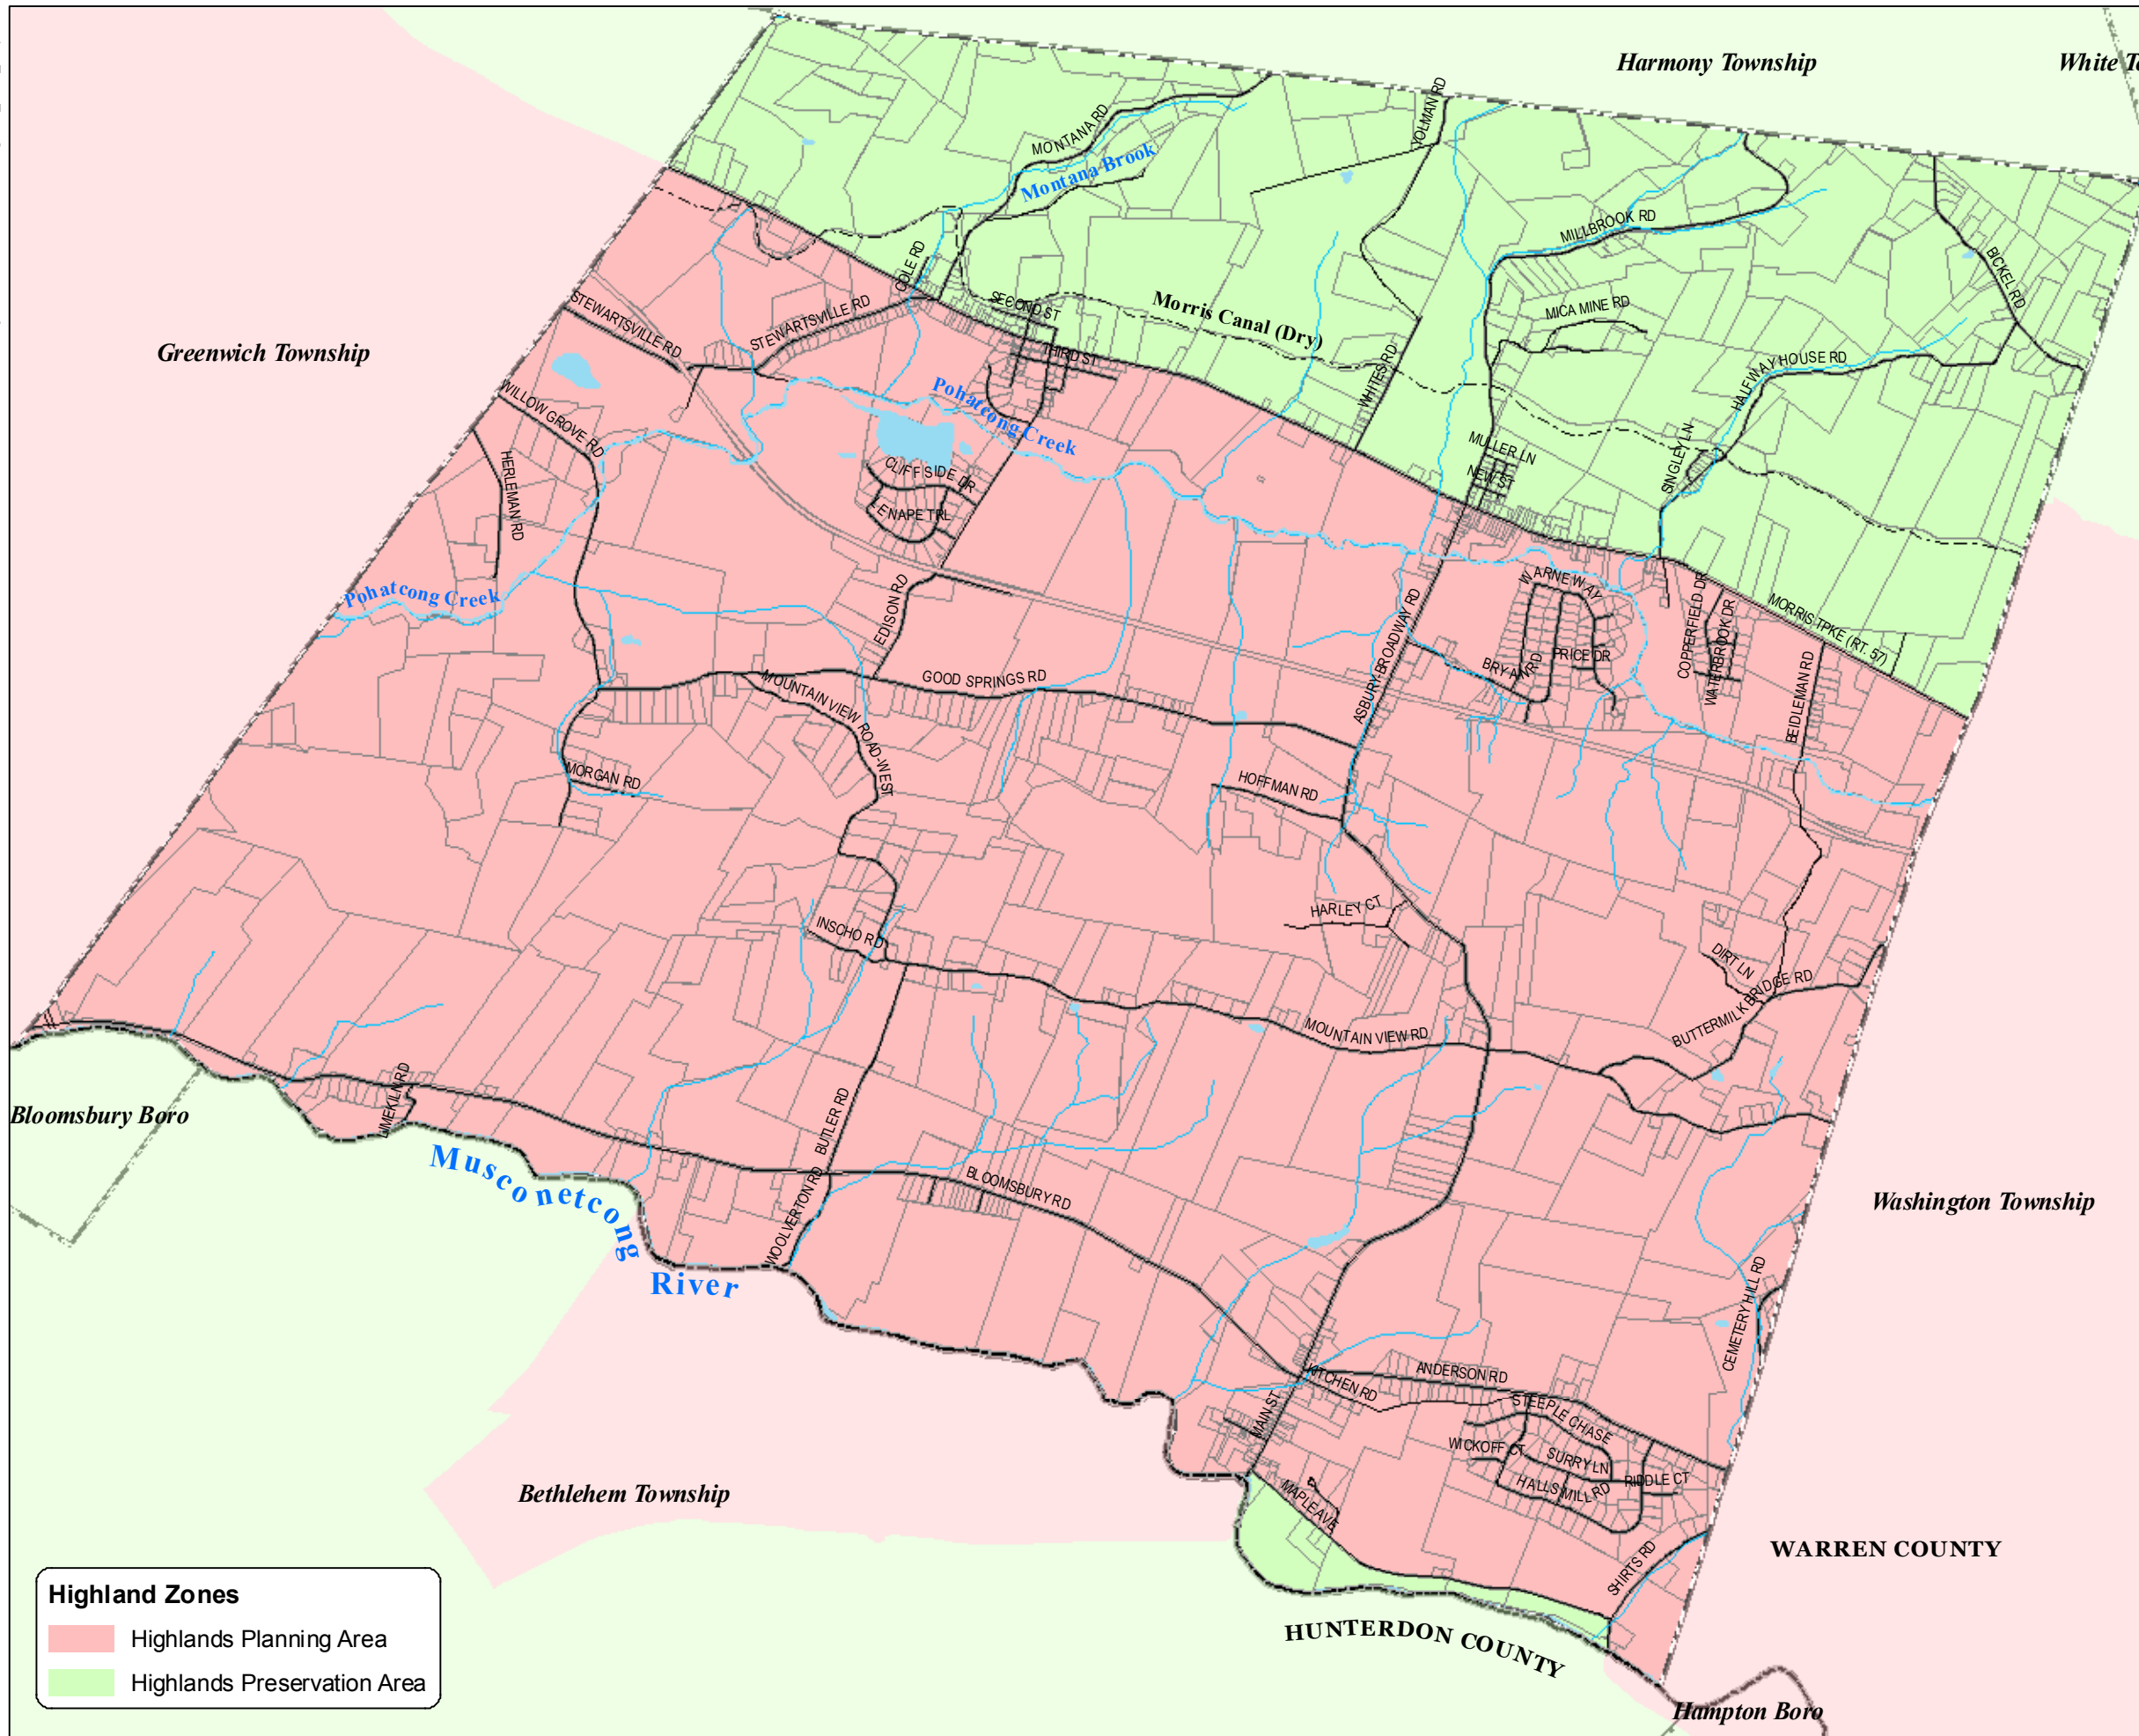 Harmony Township
White To
YOLMAN RD
MONTANA RD
Montana Brook
MILLBROOK RD
COLE RD
BICKEL RD
STEWARTSVILLE RD
STEWARTSVILLE RD
SECOND ST
Morris Canal (Dry)
MICA MINE RD
Greenwich Township
THIRD ST
HALFWAY HOUSE RD
WHITES RD
WILLOW GROVE RD
Pohatcong Creek
MULLER LN
SINGLEY LN
NEW ST
HERLEMAN RD
CLIFFSIDE DR
LENAPE TRL
Pohatcong Creek
EDISON RD
WARNE WAY
COPPERFIELD DR
WATERBROOK DR
MORRIS TPKE (RT. 57)
ASBURY-BROADWAY RD
BRYAN RD
PRICE DR
BEIDLEMAN RD
GOOD SPRINGS RD
MOUNTAIN VIEW ROAD-WEST
MORGAN RD
HOFFMAN RD
HARLEY CT
INSCHO RD
DIRT LN
BUTTERMILK BRIDGE RD
MOUNTAIN VIEW RD
LIMEKILN RD
Bloomsbury Boro
BUTLER RD
Musconetcong
River
WOOLVERTON RD
BLOOMSBURY RD
Washington Township
CEMETERY HILL RD
KITCHEN RD
ANDERSON RD
MAIN ST
STEEPLE CHASE
WICKOFF CT
SURRY LN
RIDDLE CT
HALLS MILL RD
MAPLE AVE
Bethlehem Township
SHIRTS RD
WARREN COUNTY
HUNTERDON COUNTY
Hampton Boro
Highland Zones
Highlands Planning Area
Highlands Preservation Area